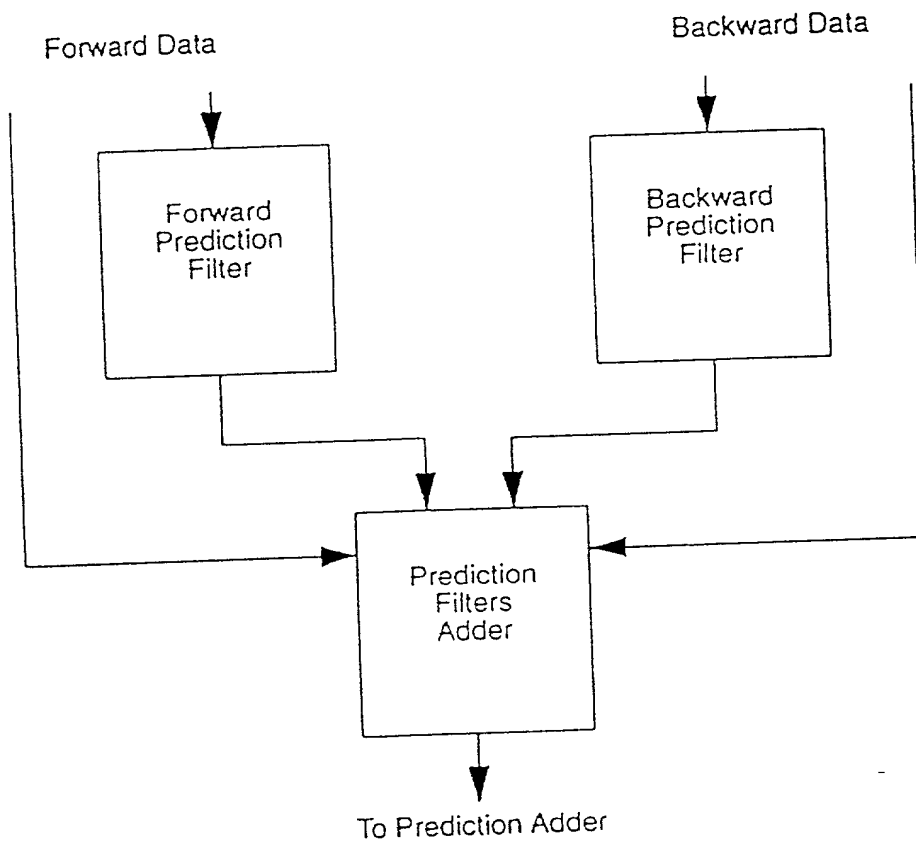 Forward Data
Backward Data
Forward
Prediction
Filter
Backward
Prediction
Filter
Prediction
Filters
Adder
To Prediction Adder